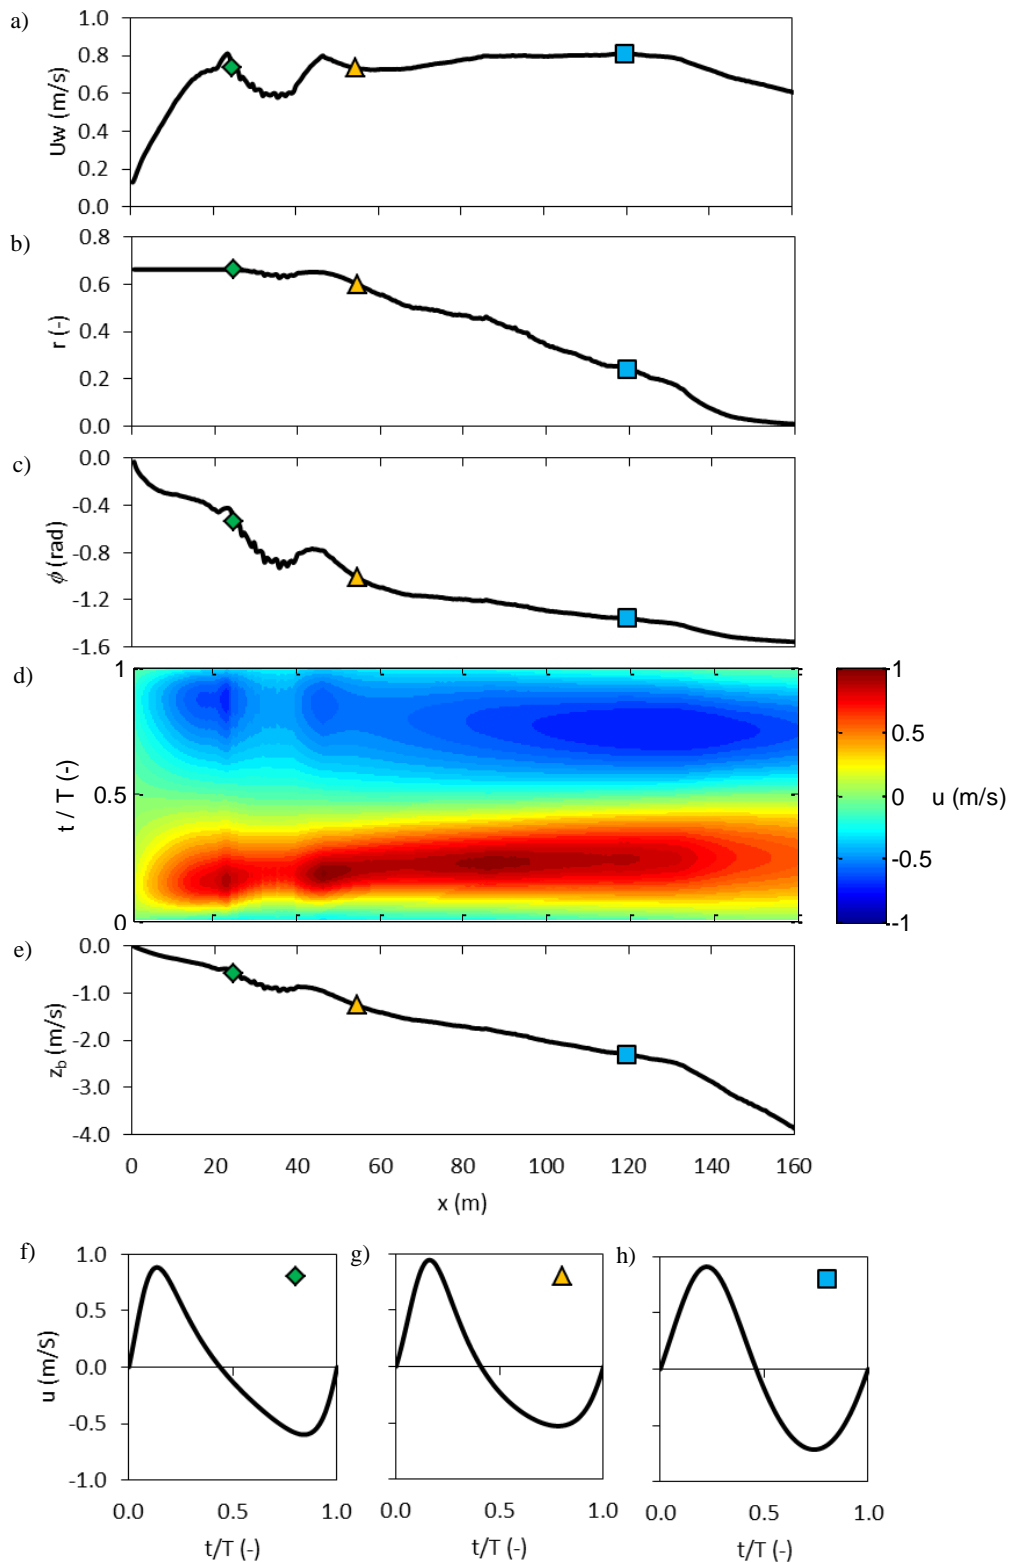 a)
Uw (m/s)
1.0
0.8
0.6
0.4
0.2
0.0
b)
r (-)
0.8
0.6
0.4
0.2
0.0
c)
ϕ (rad)
0.0
-0.4
-0.8
-1.2
-1.6
d)
t / T (-)
1
0.5
0
1
0.5
0
-0.5
-1
u (m/s)
e)
z_b (m/s)
0.0
-1.0
-2.0
-3.0
-4.0
0 20 40 60 80 100 120 140 160
x (m)
f)
u (m/S)
1.0
0.5
0.0
-0.5
-1.0
0.0 0.5 1.0
t/T (-)
g)
0.0 0.5 1.0
t/T (-)
h)
0.0 0.5 1.0
t/T (-)